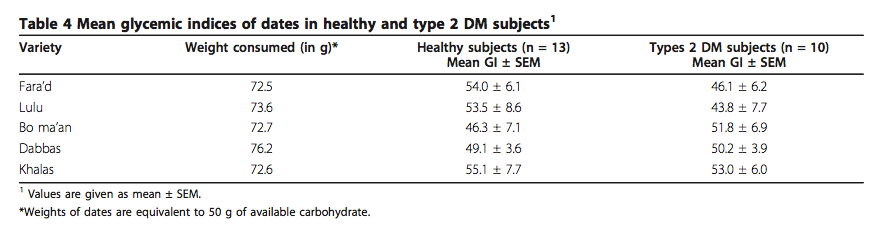 Table 4 Mean glycemic indices of dates in healthy and type 2 DM subjects1
Variety Weight consumed (in g)* Healthy subjects (n = 13) Types 2 DM subjects (n = 10)
Mean GI ± SEM Mean GI ± SEM
Fara’d 72.5 54.0 ± 6.1 46.1 ± 6.2
Lulu 73.6 53.5 ± 8.6 43.8 ± 7.7
Bo ma’an 72.7 46.3 ± 7.1 51.8 ± 6.9
Dabbas 76.2 49.1 ± 3.6 50.2 ± 3.9
Khalas 72.6 55.1 ± 7.7 53.0 ± 6.0
1 Values are given as mean ± SEM.
*Weights of dates are equivalent to 50 g of available carbohydrate.